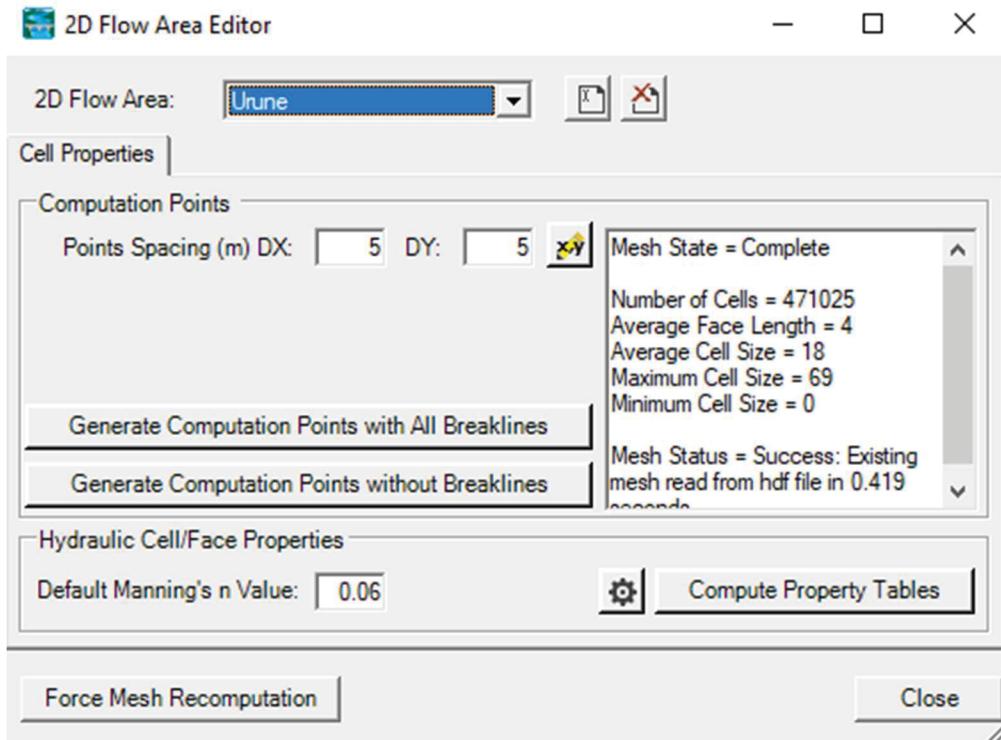 2D Flow Area Editor
2D Flow Area: Urune
Cell Properties
Computation Points
Points Spacing (m) DX: 5 DY: 5 x,y
Mesh State = Complete
Number of Cells = 471025
Average Face Length = 4
Average Cell Size = 18
Maximum Cell Size = 69
Minimum Cell Size = 0
Mesh Status = Success: Existing
mesh read from hdf file in 0.419
seconds
Generate Computation Points with All Breaklines
Generate Computation Points without Breaklines
Hydraulic Cell/Face Properties
Default Manning's n Value: 0.06
Compute Property Tables
Force Mesh Recomputation
Close